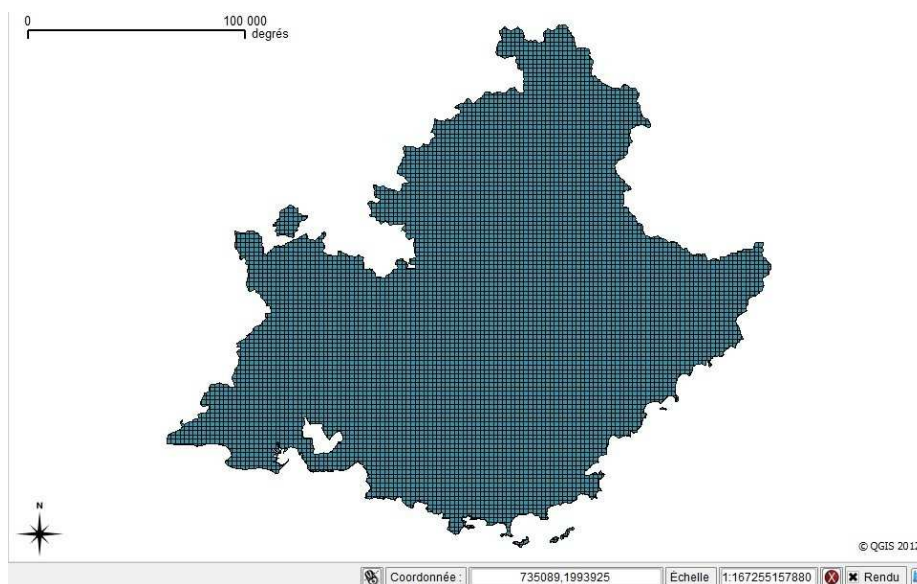 0 100 000
degrés
N
© QGIS 2012
Coordonnée : 735089,1993925 Échelle 1:167255157880 Rendu